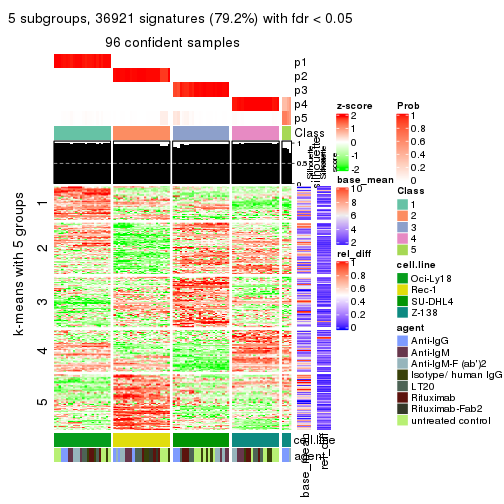 5 subgroups, 36921 signatures (79.2%) with fdr < 0.05
96 confident samples
p1
p2
p3
p4
p5
Class
1
0.5
0
Silhouette
score
silhouette
k-means with 5 groups
1
2
3
4
5
cell.line
agent
base_mean
rel_diff
z-score
2
1
0
-1
-2
base_mean
10
8
6
4
2
rel_diff
1
0.8
0.6
0.4
0.2
0
Prob
1
0.8
0.6
0.4
0.2
0
Class
1
2
3
4
5
cell.line
Oci-Ly18
Rec-1
SU-DHL4
Z-138
agent
Anti-IgG
Anti-IgM
Anti-IgM-F (ab')2
Isotype/ human IgG
LT20
Rituximab
Rituximab-Fab2
untreated control